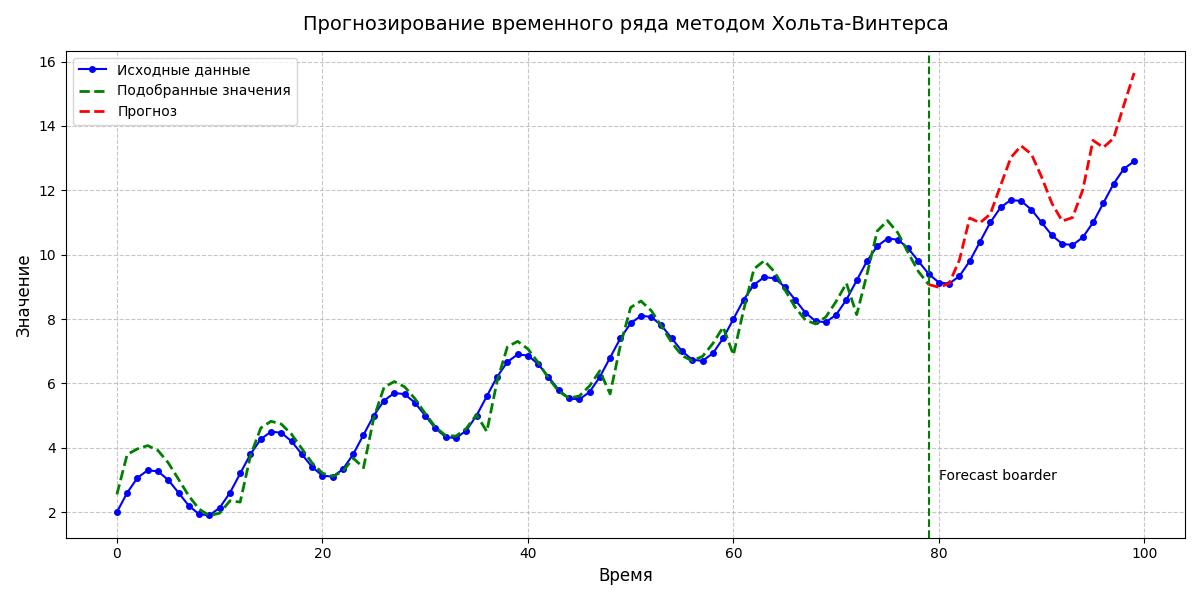 Прогнозирование временного ряда методом Хольта-Винтерса
Исходные данные
Подобранные значения
Прогноз
16
14
12
10
8
6
4
2
Значение
Forecast boarder
0
20
40
60
80
100
Время